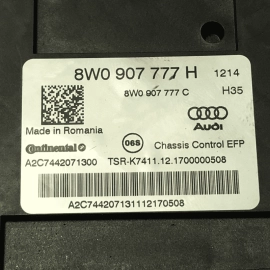 8W0 907 777 H 1214
8W0 907 777 C H35
Made in Romania
Audi
Continental 06S Chassis Control EFP
A2C7442071300 TSR-K7411.12.1700000508
A2C744207131112170508